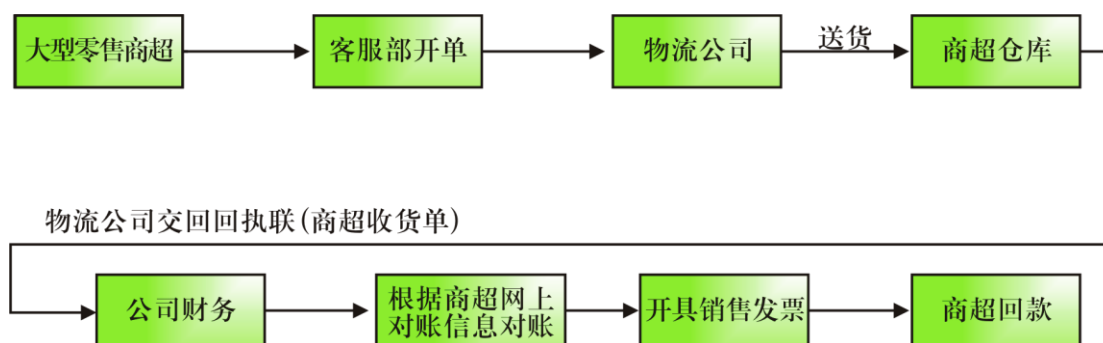 大型零售商超
客服部开单
物流公司
送货
商超仓库
物流公司交回回执联(商超收货单)
公司财务
根据商超网上
对账信息对账
开具销售发票
商超回款